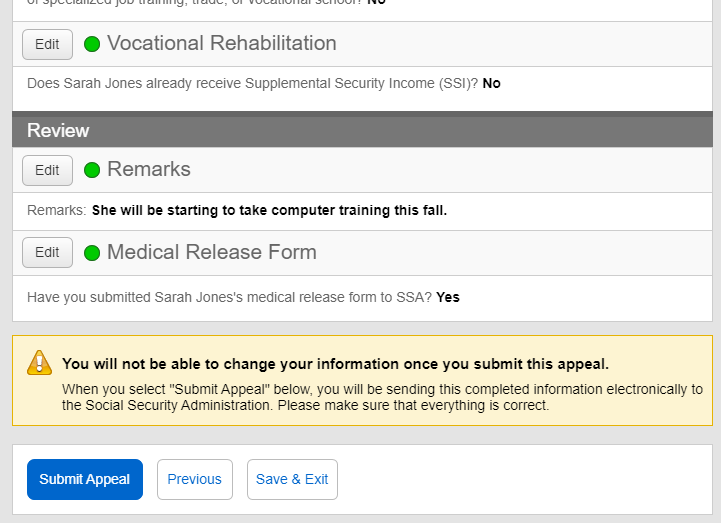 of specialized job training, trade, or vocational school? No
Edit Vocational Rehabilitation
Does Sarah Jones already receive Supplemental Security Income (SSI)? No
Review
Edit Remarks
Remarks: She will be starting to take computer training this fall.
Edit Medical Release Form
Have you submitted Sarah Jones's medical release form to SSA? Yes
You will not be able to change your information once you submit this appeal.
When you select "Submit Appeal" below, you will be sending this completed information electronically to
the Social Security Administration. Please make sure that everything is correct.
Submit Appeal Previous Save & Exit